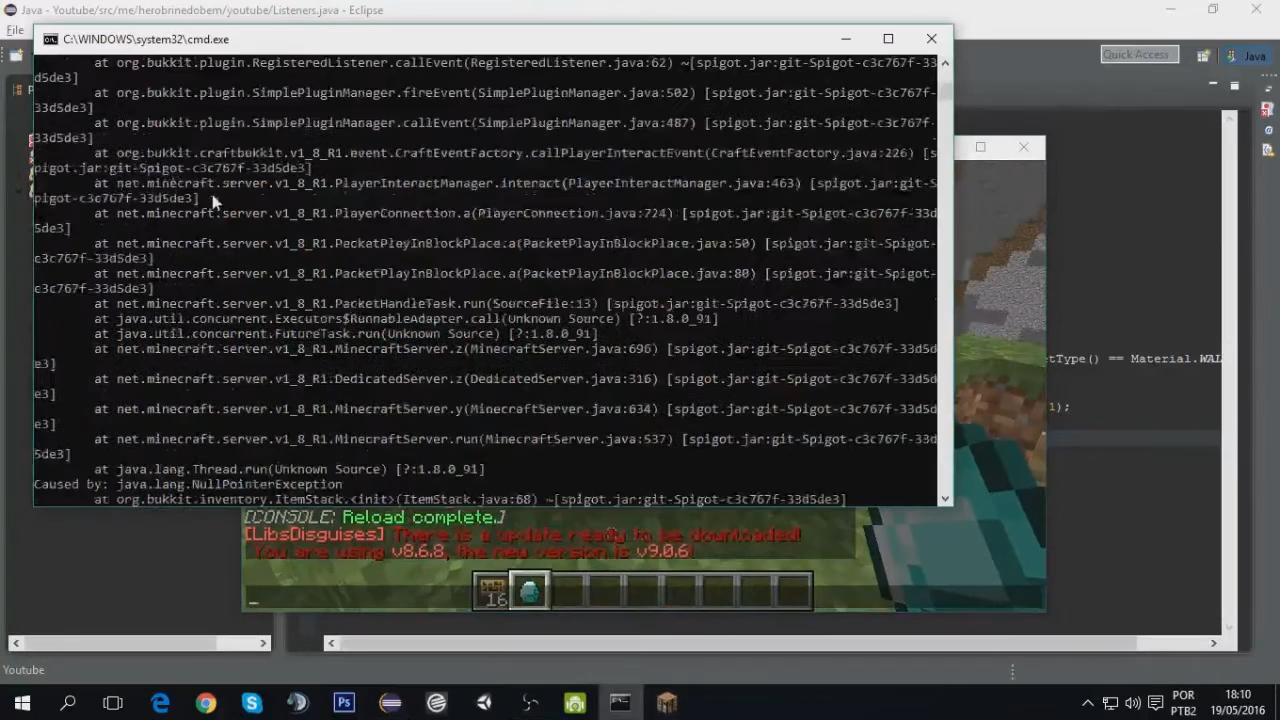 Java - Youtube/src/me/herobrinedobem/youtube/Listeners.java - Eclipse
File
C:\WINDOWS\system32\cmd.exe
Quick Access
Java
at org.bukkit.plugin.RegisteredListener.callEvent(RegisteredListener.java:62) ~[spigot.jar:git-Spigot-c3c767f-33
d5de3]
at org.bukkit.plugin.SimplePluginManager.fireEvent(SimplePluginManager.java:502) [spigot.jar:git-Spigot-c3c767f-
33d5de3]
at org.bukkit.plugin.SimplePluginManager.callEvent(SimplePluginManager.java:487) [spigot.jar:git-Spigot-c3c767f-
33d5de3]
at org.bukkit.craftbukkit.v1_8_R1.event.CraftEventFactory.callPlayerInteractEvent(CraftEventFactory.java:226) [s
pigot.jar:git-Spigot-c3c767f-33d5de3]
at net.minecraft.server.v1_8_R1.PlayerInteractManager.interact(PlayerInteractManager.java:463) [spigot.jar:git-S
pigot-c3c767f-33d5de3]
at net.minecraft.server.v1_8_R1.PlayerConnection.a(PlayerConnection.java:724) [spigot.jar:git-Spigot-c3c767f-33d
5de3]
at net.minecraft.server.v1_8_R1.PacketPlayInBlockPlace.a(PacketPlayInBlockPlace.java:50) [spigot.jar:git-Spigot-
c3c767f-33d5de3]
at net.minecraft.server.v1_8_R1.PacketPlayInBlockPlace.a(PacketPlayInBlockPlace.java:80) [spigot.jar:git-Spigot-
c3c767f-33d5de3]
at net.minecraft.server.v1_8_R1.PacketHandleTask.run(SourceFile:13) [spigot.jar:git-Spigot-c3c767f-33d5de3]
at java.util.concurrent.Executors$RunnableAdapter.call(Unknown Source) [?:1.8.0_91]
at java.util.concurrent.FutureTask.run(Unknown Source) [?:1.8.0_91]
at net.minecraft.server.v1_8_R1.MinecraftServer.z(MinecraftServer.java:696) [spigot.jar:git-Spigot-c3c767f-33d5d
e3]
at net.minecraft.server.v1_8_R1.DedicatedServer.z(DedicatedServer.java:316) [spigot.jar:git-Spigot-c3c767f-33d5d
e3]
at net.minecraft.server.v1_8_R1.MinecraftServer.y(MinecraftServer.java:634) [spigot.jar:git-Spigot-c3c767f-33d5d
e3]
at net.minecraft.server.v1_8_R1.MinecraftServer.run(MinecraftServer.java:537) [spigot.jar:git-Spigot-c3c767f-33d
5de3]
at java.lang.Thread.run(Unknown Source) [?:1.8.0_91]
Caused by: java.lang.NullPointerException
at org.bukkit.inventory.ItemStack.<init>(ItemStack.java:68) ~[spigot.jar:git-Spigot-c3c767f-33d5de3]
tType() == Material.WAL
1);
[CONSOLE: Reload complete.]
[LibsDisguises] There is a update ready to be downloaded!
You are using v8.6.8, the new version is v9.0.6!
16
Youtube
POR
PTB2
18:10
19/05/2016